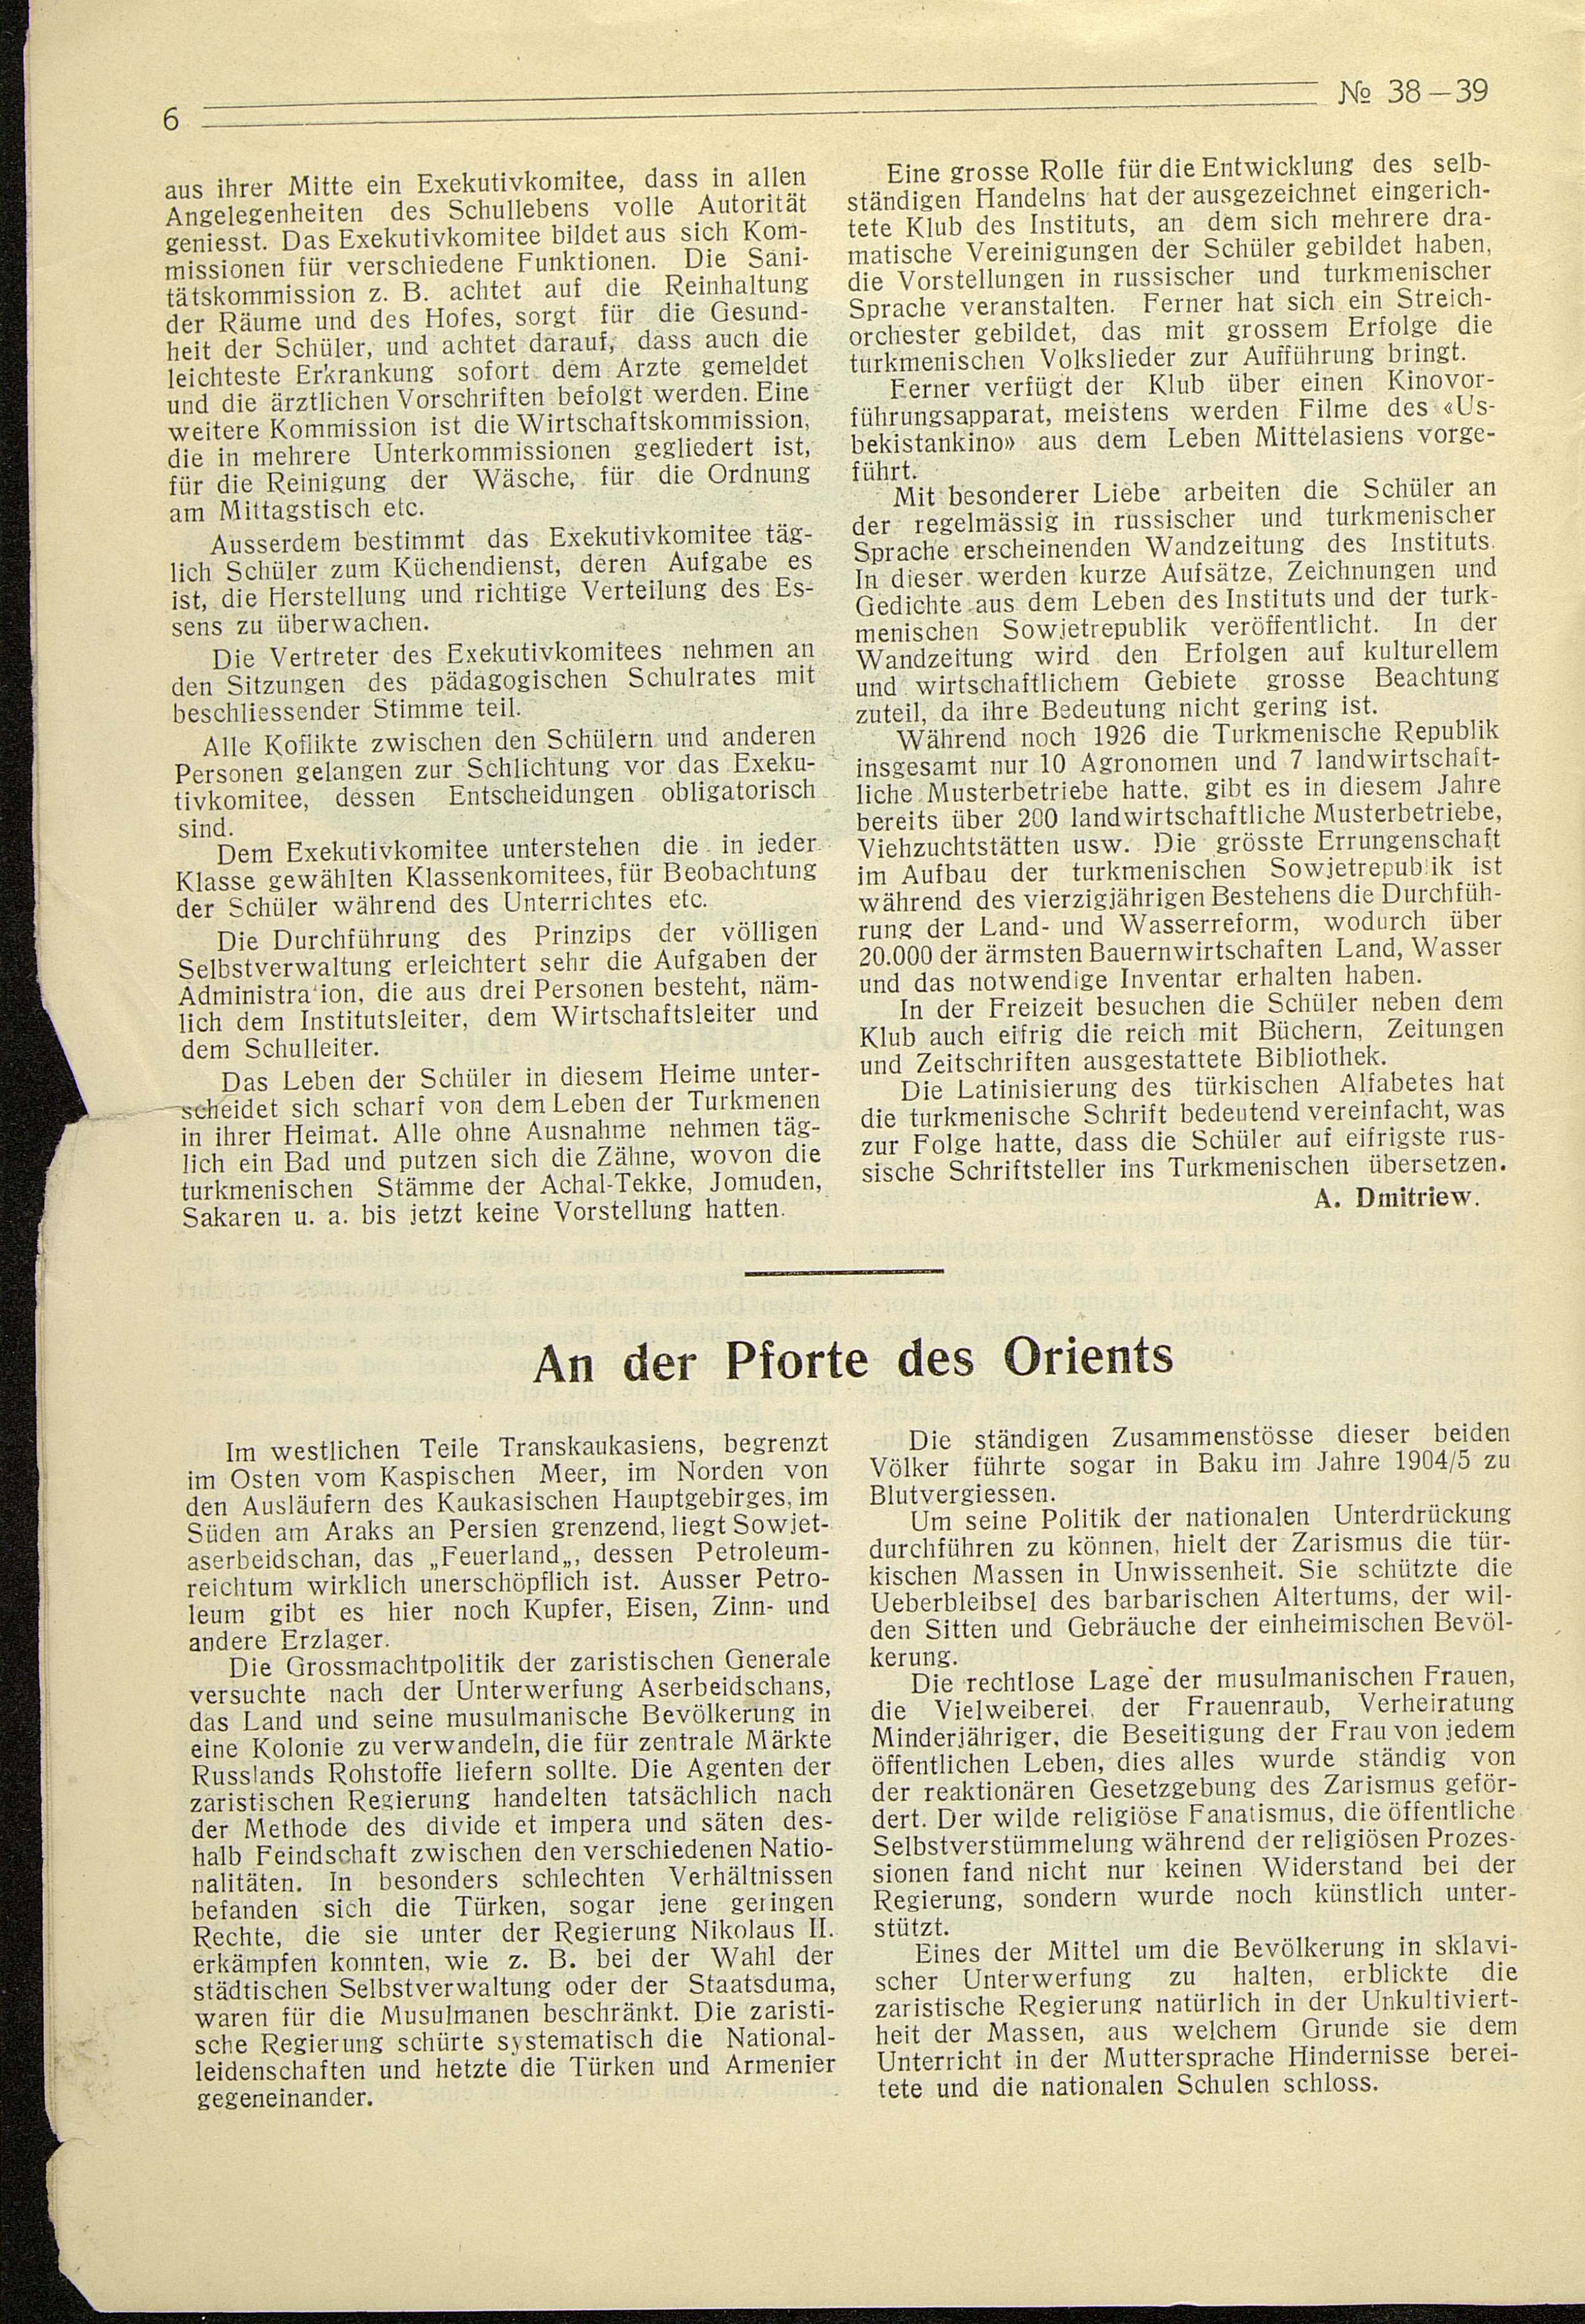 6
№ 38—39
aus ihrer Mitte ein Exekutivkomitee, dass in allen
Angelegenheiten des Schullebens volle Autorität
geniesst. Das Exekutivkomitee bildet aus sich Kom-
missionen für verschiedene Funktionen. Die Sani-
tätskommission z. B. achtet auf die Reinhaltung
der Räume und des Hofes, sorgt für die Gesund-
heit der Schüler, und achtet darauf, dass auch die
leichteste Erkrankung sofort dem Arzte gemeldet
und die ärztlichen Vorschriften befolgt werden. Eine
weitere Kommission ist die Wirtschaftskommission,
die in mehrere Unterkommissionen gegliedert ist,
für die Reinigung der Wäsche, für die Ordnung
am Mittagstisch etc.
Ausserdem bestimmt das Exekutivkomitee täg-
lich Schüler zum Küchendienst, deren Aufgabe es
ist, die Herstellung und richtige Verteilung des Es-
sens zu überwachen.
Die Vertreter des Exekutivkomitees nehmen an
den Sitzungen des pädagogischen Schulrates mit
beschliessender Stimme teil.
Alle Koflikte zwischen den Schülern und anderen
Personen gelangen zur Schlichtung vor das Exeku-
tivkomitee, dessen Entscheidungen obligatorisch
sind.
Dem Exekutivkomitee unterstehen die in jeder
Klasse gewählten Klassenkomitees, für Beobachtung
der Schüler während des Unterrichtes etc.
Die Durchführung des Prinzips der völligen
Selbstverwaltung erleichtert sehr die Aufgaben der
Administra'ion, die aus drei Personen besteht, näm-
lich dem Institutsleiter, dem Wirtschaftsleiter und
dem Schulleiter.
Das Leben der Schüler in diesem Heime unter-
scheidet sich scharf von dem Leben der Turkmenen
in ihrer Heimat. Alle ohne Ausnahme nehmen täg-
lich ein Bad und putzen sich die Zähne, wovon die
turkmenischen Stämme der Achal-Tekke, Jomuden,
Sakaren u. a. bis jetzt keine Vorstellung hatten.
Eine grosse Rolle für die Entwicklung des selb-
ständigen Handelns hat der ausgezeichnet eingerich-
tete Klub des Instituts, an dem sich mehrere dra-
matische Vereinigungen der Schüler gebildet haben,
die Vorstellungen in russischer und turkmenischer
Sprache veranstalten. Ferner hat sich ein Streich-
orchester gebildet, das mit grossem Erfolge die
turkmenischen Volkslieder zur Aufführung bringt.
Ferner verfügt der Klub über einen Kinovor-
führungsapparat, meistens werden Filme des «Us-
bekistankino» aus dem Leben Mittelasiens vorge-
führt.
Mit besonderer Liebe arbeiten die Schüler an
der regelmässig in russischer und turkmenischer
Sprache erscheinenden Wandzeitung des Instituts.
In dieser werden kurze Aufsätze, Zeichnungen und
Gedichte aus dem Leben des Instituts und der turk-
menischen Sowjetrepublik veröffentlicht. In der
Wandzeitung wird den Erfolgen auf kulturellem
und wirtschaftlichem Gebiete grosse Beachtung
zuteil, da ihre Bedeutung nicht gering ist.
Während noch 1926 die Turkmenische Republik
insgesamt nur 10 Agronomen und 7 landwirtschaft-
liche Musterbetriebe hatte, gibt es in diesem Jahre
bereits über 200 landwirtschaftliche Musterbetriebe,
Viehzuchtstätten usw. Die grösste Errungenschaft
im Aufbau der turkmenischen Sowjetrepublik ist
während des vierzigjährigen Bestehens die Durchfüh-
rung der Land- und Wasserreform, wodurch über
20.000 der ärmsten Bauernwirtschaften Land, Wasser
und das notwendige Inventar erhalten haben.
In der Freizeit besuchen die Schüler neben dem
Klub auch eifrig die reich mit Büchern, Zeitungen
und Zeitschriften ausgestattete Bibliothek.
Die Latinisierung des türkischen Alfabetes hat
die turkmenische Schrift bedeutend vereinfacht, was
zur Folge hatte, dass die Schüler auf eifrigste rus-
sische Schriftsteller ins Turkmenischen übersetzen.
A. Dmitriew.
An der Pforte des Orients
Im westlichen Teile Transkaukasiens, begrenzt
im Osten vom Kaspischen Meer, im Norden von
den Ausläufern des Kaukasischen Hauptgebirges, im
Süden am Araks an Persien grenzend, liegt Sowjet-
aserbeidschan, das „Feuerland„, dessen Petroleum-
reichtum wirklich unerschöpflich ist. Ausser Petro-
leum gibt es hier noch Kupfer, Eisen, Zinn- und
andere Erzlager.
Die Grossmachtpolitik der zaristischen Generale
versuchte nach der Unterwerfung Aserbeidschans,
das Land und seine musulmanische Bevölkerung in
eine Kolonie zu verwandeln, die für zentrale Märkte
Russlands Rohstoffe liefern sollte. Die Agenten der
zaristischen Regierung handelten tatsächlich nach
der Methode des divide et impera und säten des-
halb Feindschaft zwischen den verschiedenen Natio-
nalitäten. In besonders schlechten Verhältnissen
befanden sich die Türken, sogar jene geringen
Rechte, die sie unter der Regierung Nikolaus II.
erkämpfen konnten, wie z. B. bei der Wahl der
städtischen Selbstverwaltung oder der Staatsduma,
waren für die Musulmanen beschränkt. Die zaristi-
sche Regierung schürte systematisch die National-
leidenschaften und hetzte die Türken und Armenier
gegeneinander.
Die ständigen Zusammenstösse dieser beiden
Völker führte sogar in Baku im Jahre 1904/5 zu
Blutvergiessen.
Um seine Politik der nationalen Unterdrückung
durchführen zu können, hielt der Zarismus die tür-
kischen Massen in Unwissenheit. Sie schützte die
Ueberbleibsel des barbarischen Altertums, der wil-
den Sitten und Gebräuche der einheimischen Bevöl-
kerung.
Die rechtlose Lage der musulmanischen Frauen,
die Vielweiberei, der Frauenraub, Verheiratung
Minderjähriger, die Beseitigung der Frau von jedem
öffentlichen Leben, dies alles wurde ständig von
der reaktionären Gesetzgebung des Zarismus geför-
dert. Der wilde religiöse Fanatismus, die öffentliche
Selbstverstümmelung während der religiösen Prozes-
sionen fand nicht nur keinen Widerstand bei der
Regierung, sondern wurde noch künstlich unter-
stützt.
Eines der Mittel um die Bevölkerung in sklavi-
scher Unterwerfung zu halten, erblickte die
zaristische Regierung natürlich in der Unkultiviert-
heit der Massen, aus welchem Grunde sie dem
Unterricht in der Muttersprache Hindernisse berei-
tete und die nationalen Schulen schloss.